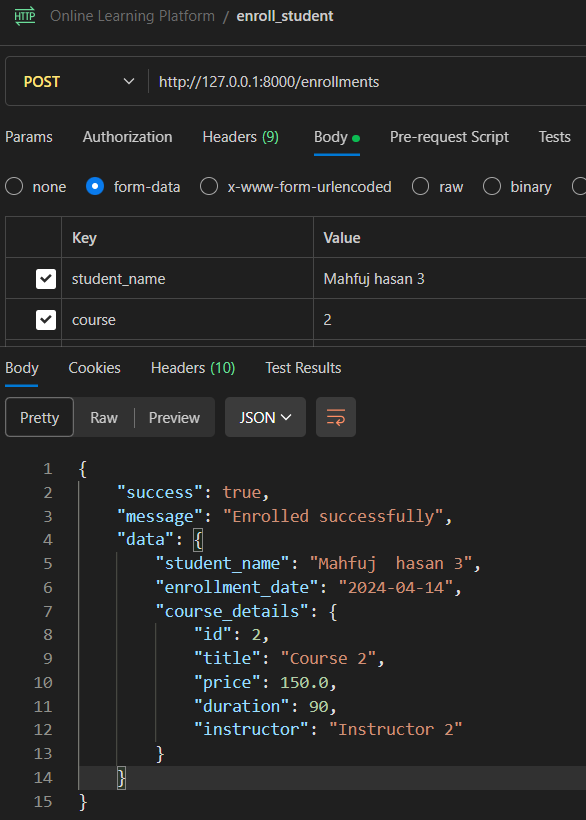 HTTP Online Learning Platform / enroll_student
POST http://127.0.0.1:8000/enrollments
Params Authorization Headers (9) Body Pre-request Script Tests
none form-data x-www-form-urlencoded raw binary
Key Value
student_name Mahfuj hasan 3
course 2
Body Cookies Headers (10) Test Results
Pretty Raw Preview JSON
1 {
2 "success": true,
3 "message": "Enrolled successfully",
4 "data": {
5 "student_name": "Mahfuj  hasan 3",
6 "enrollment_date": "2024-04-14",
7 "course_details": {
8 "id": 2,
9 "title": "Course 2",
10 "price": 150.0,
11 "duration": 90,
12 "instructor": "Instructor 2"
13 }
14 }
15 }